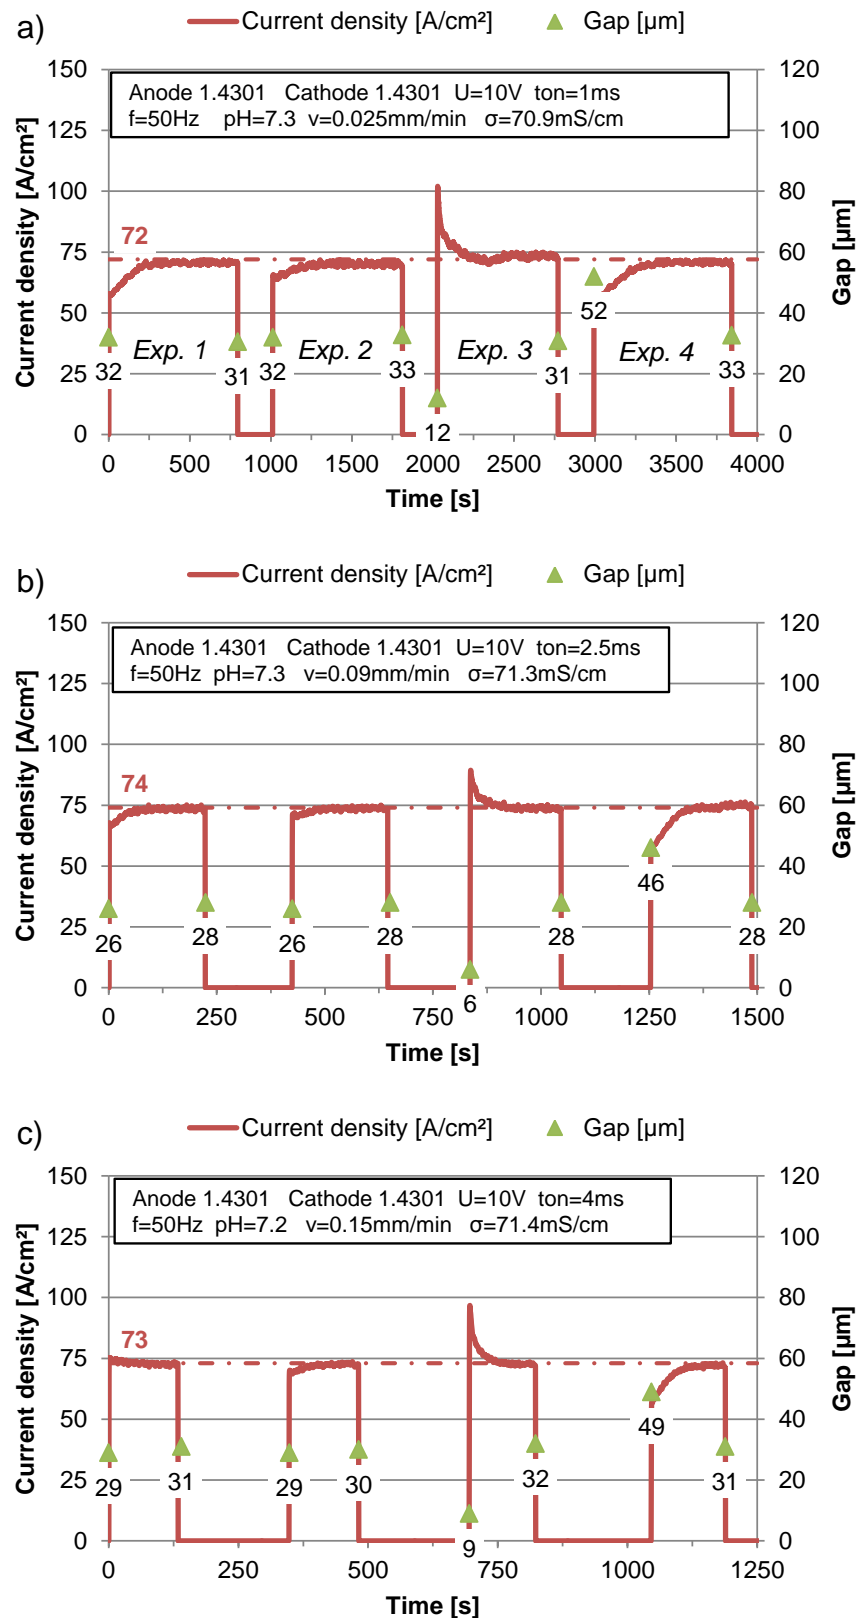 a)
Current density [A/cm²] Gap [µm]
Anode 1.4301 Cathode 1.4301 U=10V ton=1ms
f=50Hz pH=7.3 v=0.025mm/min σ=70.9mS/cm
Current density [A/cm²]
150
125
100
75
50
25
0
72
Exp. 1
Exp. 2
Exp. 3
Exp. 4
32
31
32
33
12
31
52
33
120
100
80
60
40
20
0
Gap [µm]
0 500 1000 1500 2000 2500 3000 3500 4000
Time [s]
b)
Current density [A/cm²] Gap [µm]
Anode 1.4301 Cathode 1.4301 U=10V ton=2.5ms
f=50Hz pH=7.3 v=0.09mm/min σ=71.3mS/cm
Current density [A/cm²]
150
125
100
75
50
25
0
74
26
28
26
28
6
28
46
28
120
100
80
60
40
20
0
Gap [µm]
0 250 500 750 1000 1250 1500
Time [s]
c)
Current density [A/cm²] Gap [µm]
Anode 1.4301 Cathode 1.4301 U=10V ton=4ms
f=50Hz pH=7.2 v=0.15mm/min σ=71.4mS/cm
Current density [A/cm²]
150
125
100
75
50
25
0
73
29
31
29
30
9
32
49
31
120
100
80
60
40
20
0
Gap [µm]
0 250 500 750 1000 1250
Time [s]